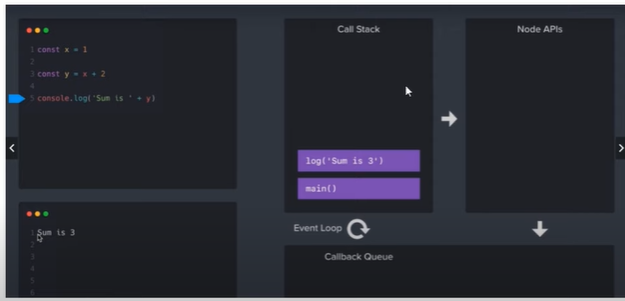 1 const x = 1
2
3 const y = x + 2
4
5 console.log('Sum is ' + y)
1 Sum is 3
2
3
4
5
6
Call Stack
log('Sum is 3')
main()
Node APIs
Event Loop
Callback Queue